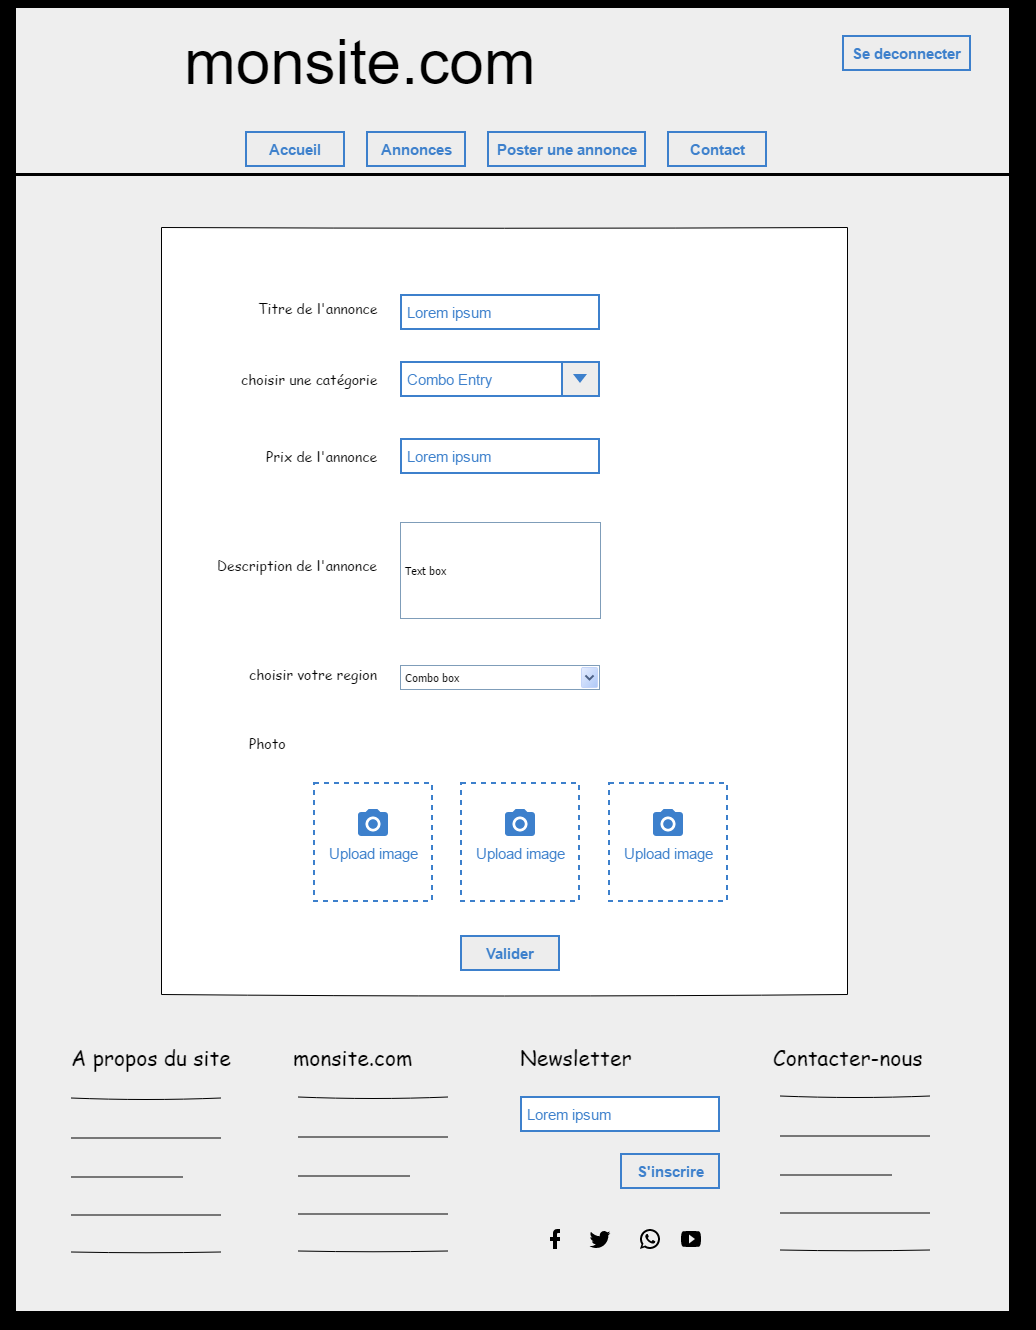 monsite.com
Se deconnecter
Accueil
Annonces
Poster une annonce
Contact
Titre de l'annonce
Lorem ipsum
choisir une catégorie
Combo Entry
Prix de l'annonce
Lorem ipsum
Description de l'annonce
Text box
choisir votre region
Combo box
Photo
Upload image
Upload image
Upload image
Valider
A propos du site
monsite.com
Newsletter
Contacter-nous
Lorem ipsum
S'inscrire